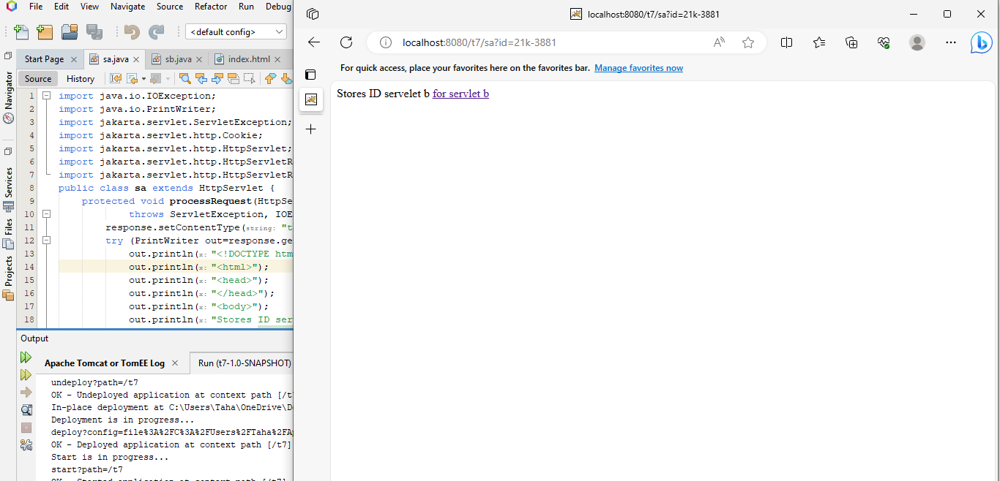 File Edit View Navigate Source Refactor Run Debug
<default config>
Start Page sa.java sb.java index.html
Source History
Navigator
Services
Files
Projects
1 import java.io.IOException;
2 import java.io.PrintWriter;
3 import jakarta.servlet.ServletException;
4 import jakarta.servlet.http.Cookie;
5 import jakarta.servlet.http.HttpServlet;
6 import jakarta.servlet.http.HttpServletR
7 import jakarta.servlet.http.HttpServletR
8 public class sa extends HttpServlet {
9 protected void processRequest(HttpSe
10 throws ServletException, IOE
11 response.setContentType(string: "t
12 try (PrintWriter out=response.ge
13 out.println(x: "<!DOCTYPE htm
14 out.println(x: "<html>");
15 out.println(x: "<head>");
16 out.println(x: "</head>");
17 out.println(x: "<body>");
18 out.println(x: "Stores ID ser
Output
Apache Tomcat or TomEE Log Run (t7-1.0-SNAPSHOT)
undeploy?path=/t7
OK - Undeployed application at context path [/t
In-place deployment at C:\Users\Taha\OneDrive\D
Deployment is in progress...
deploy?config=file%3A%2FC%3A%2FUsers%2FTaha%2FA
OK - Deployed application at context path [/t7]
Start is in progress...
start?path=/t7
OK - Started application at context path [/t7]
localhost:8080/t7/sa?id=21k-3881
localhost:8080/t7/sa?id=21k-3881
For quick access, place your favorites here on the favorites bar. Manage favorites now
Stores ID servelet b for servlet b